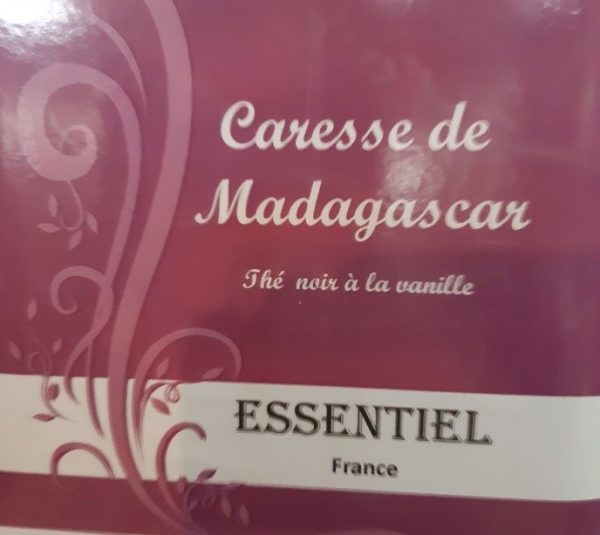 Caresse de
Madagascar
Thé noir à la vanille
ESSENTIEL
France